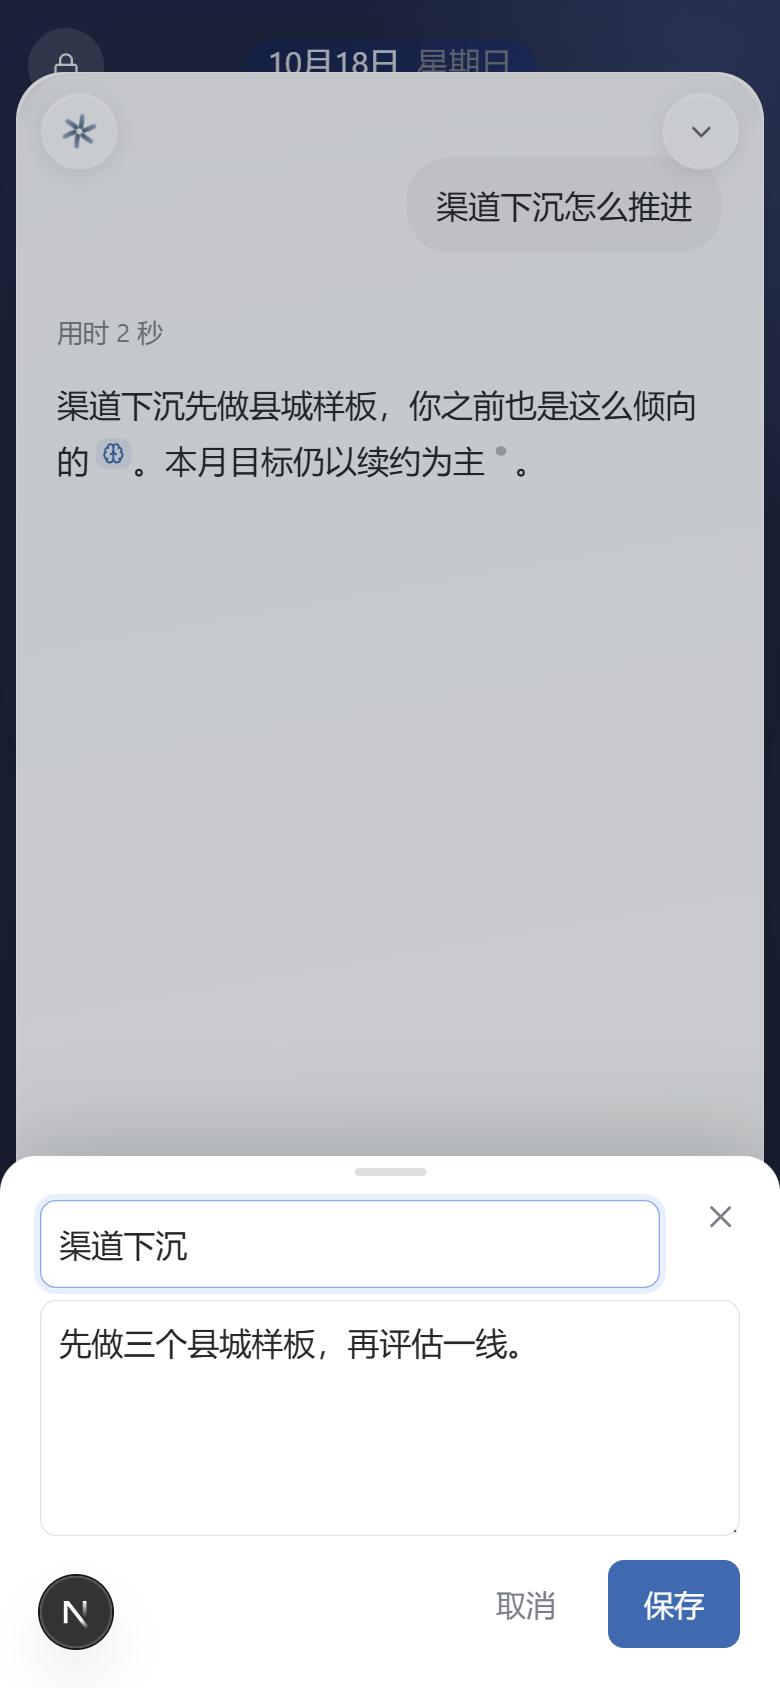 10月18日 星期日
渠道下沉怎么推进
用时 2 秒
渠道下沉先做县城样板，你之前也是这么倾向
的。本月目标仍以续约为主。
渠道下沉
先做三个县城样板，再评估一线。
N
取消
保存